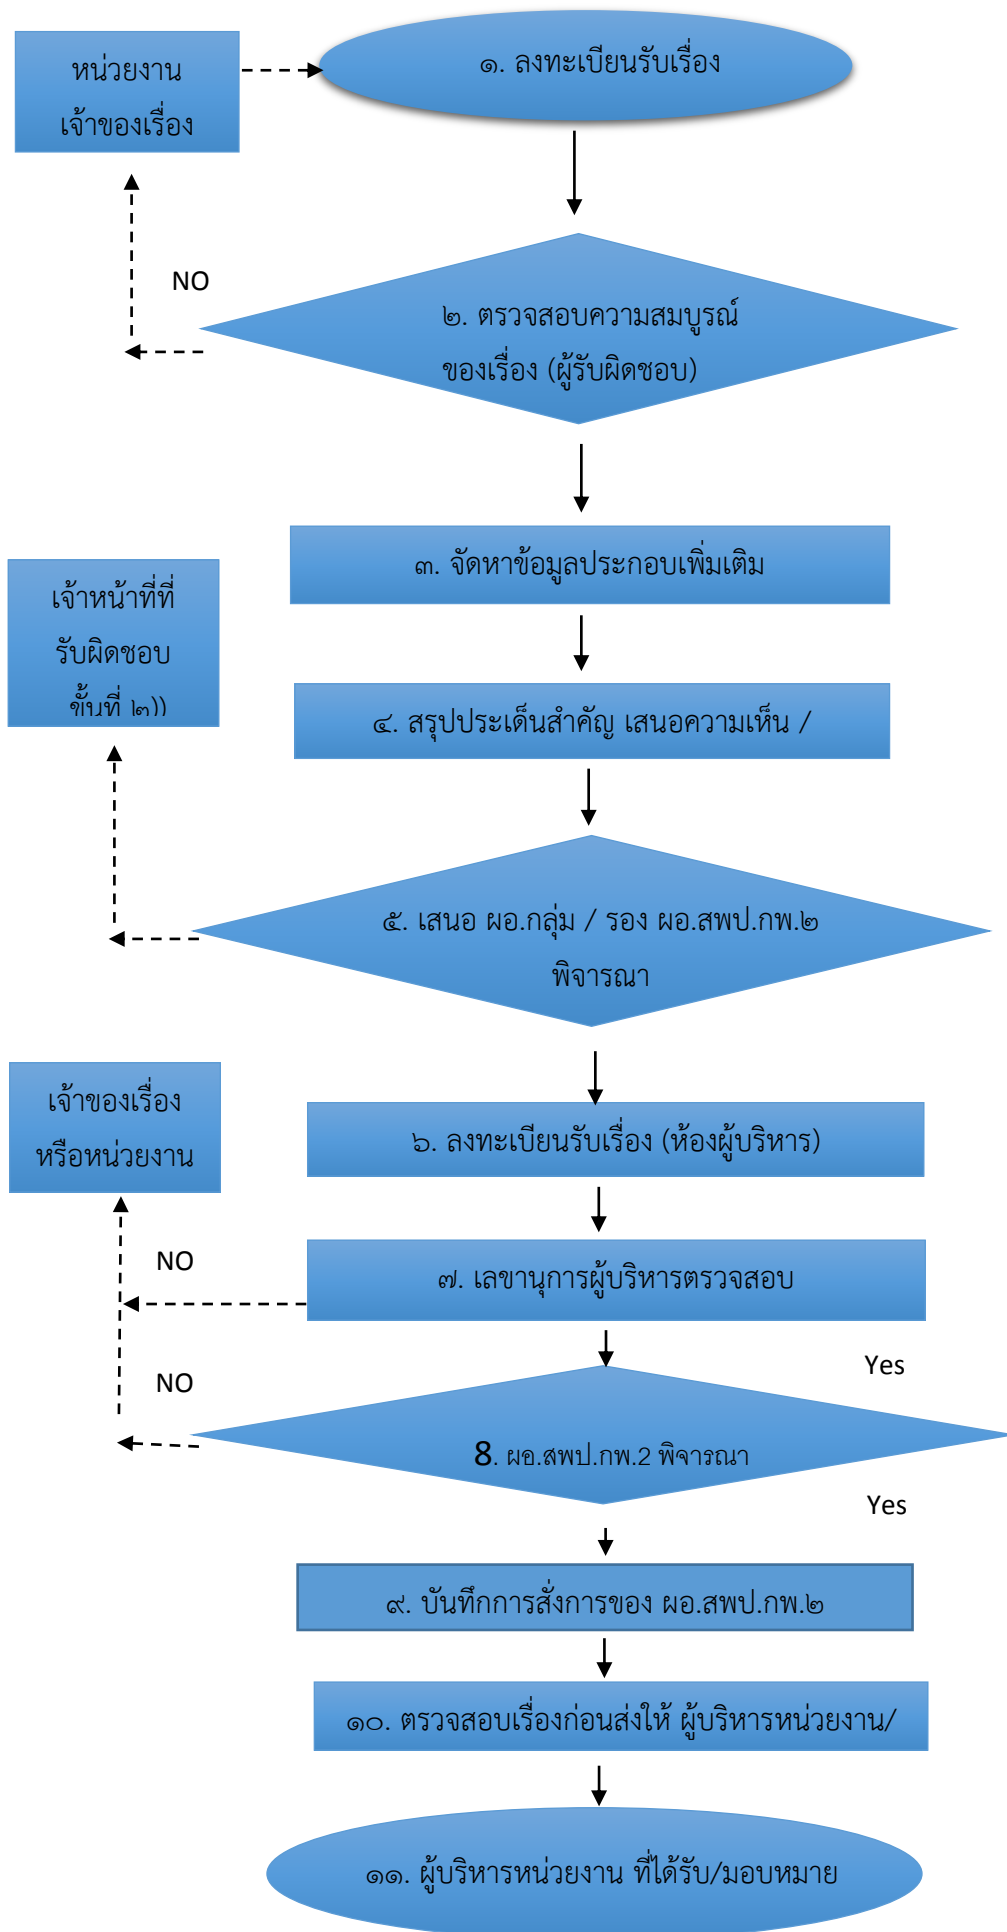 หน่วยงาน
เจ้าของเรื่อง
๑. ลงทะเบียนรับเรื่อง
NO
๒. ตรวจสอบความสมบูรณ์
ของเรื่อง (ผู้รับผิดชอบ)
๓. จัดหาข้อมูลประกอบเพิ่มเติม
เจ้าหน้าที่ที่
รับผิดชอบ
ขั้นที่ ๒))
๔. สรุปประเด็นสำคัญ เสนอความเห็น /
๕. เสนอ ผอ.กลุ่ม / รอง ผอ.สพป.กพ.๒
พิจารณา
เจ้าของเรื่อง
หรือหน่วยงาน
๖. ลงทะเบียนรับเรื่อง (ห้องผู้บริหาร)
NO
๗. เลขานุการผู้บริหารตรวจสอบ
Yes
NO
8. ผอ.สพป.กพ.2 พิจารณา
Yes
๙. บันทึกการสั่งการของ ผอ.สพป.กพ.๒
๑๐. ตรวจสอบเรื่องก่อนส่งให้ ผู้บริหารหน่วยงาน/
๑๑. ผู้บริหารหน่วยงาน ที่ได้รับ/มอบหมาย